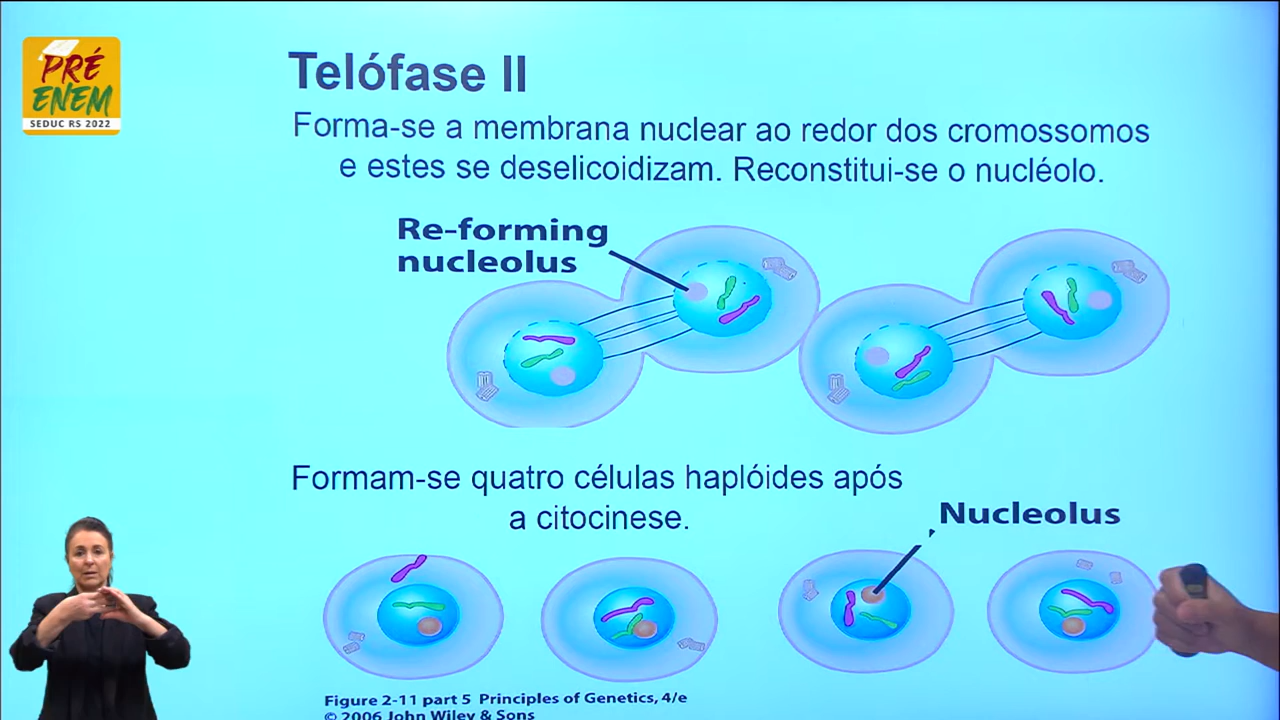 PRÉ
ENEM
SEDUC RS 2022
Telófase II
Forma-se a membrana nuclear ao redor dos cromossomos
e estes se deselicoidizam. Reconstitui-se o nucléolo.
Re-forming
nucleolus
Formam-se quatro células haplóides após
a citocinese.
Nucleolus
Figure 2-11 part 5 Principles of Genetics, 4/e
© 2006 John Wiley & Sons